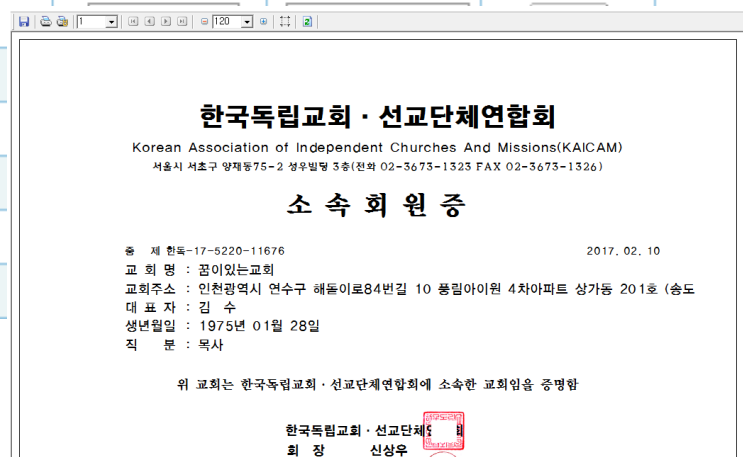 1
120
한국독립교회 · 선교단체연합회
Korean Association of Independent Churches And Missions(KAICAM)
서울시 서초구 양재동75-2 성우빌딩 3층(전화 02-3673-1323 FAX 02-3673-1326)
소 속 회 원 증
증 제 한독-17-5220-11676 2017. 02. 10
교 회 명 : 꿈이있는교회
교회주소 : 인천광역시 연수구 해돋이로84번길 10 풍림아이원 4차아파트 상가동 201호 (송도
대 표 자 : 김 수
생년월일 : 1975년 01월 28일
직 분 : 목사
위 교회는 한국독립교회 · 선교단체연합회에 소속한 교회임을 증명함
한국독립교회 · 선교단체연합회
회 장 신상우